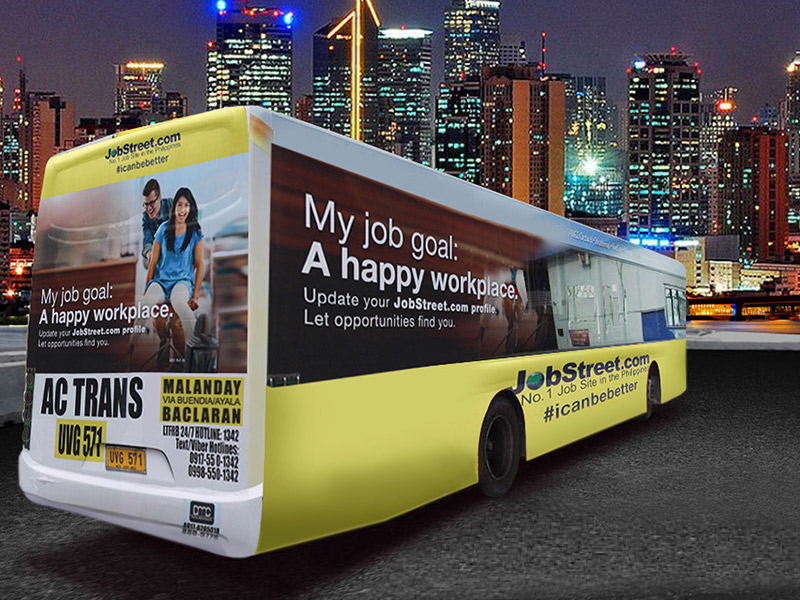 JobStreet.com
No. 1 Job Site in the Philippines
#icanbebetter
My job goal:
A happy workplace.
Update your JobStreet.com profile.
Let opportunities find you.
AC TRANS
UVG 571
MALANDAY
VIA BUENDIA/AYALA
BACLARAN
LTFRB 24/7 HOTLINE: 1342
Text/Viber Hotlines:
0998-550-1342
UVG 571
My job goal:
A happy workplace.
Update your JobStreet.com profile.
Let opportunities find you.
JobStreet.com
No. 1 Job Site in the Philippines
#icanbebetter